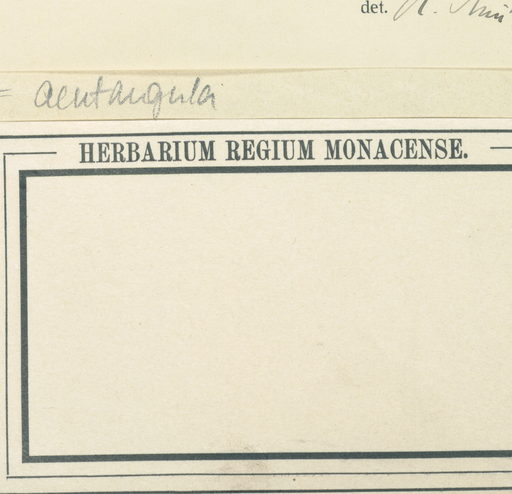 det.
= acutangula
HERBARIUM REGIUM MONACENSE.